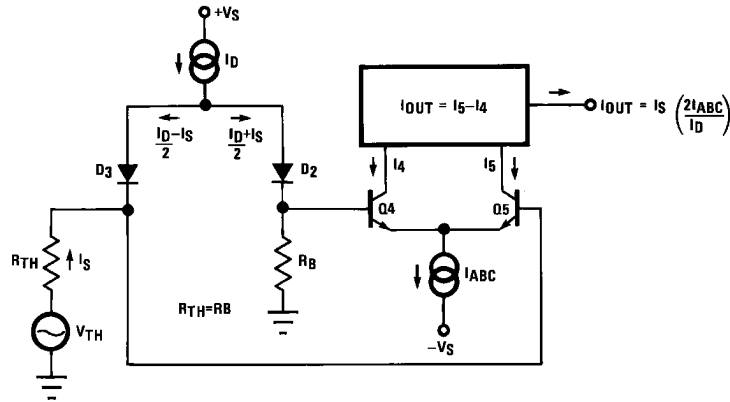 +VS
ID
IOUT = I5–I4
IOUT = IS (2IABC/ID)
ID/2–IS
ID/2+IS
I4
I5
D3
D2
Q4
Q5
RTH
IS
RB
IABC
RTH=RB
VTH
–VS